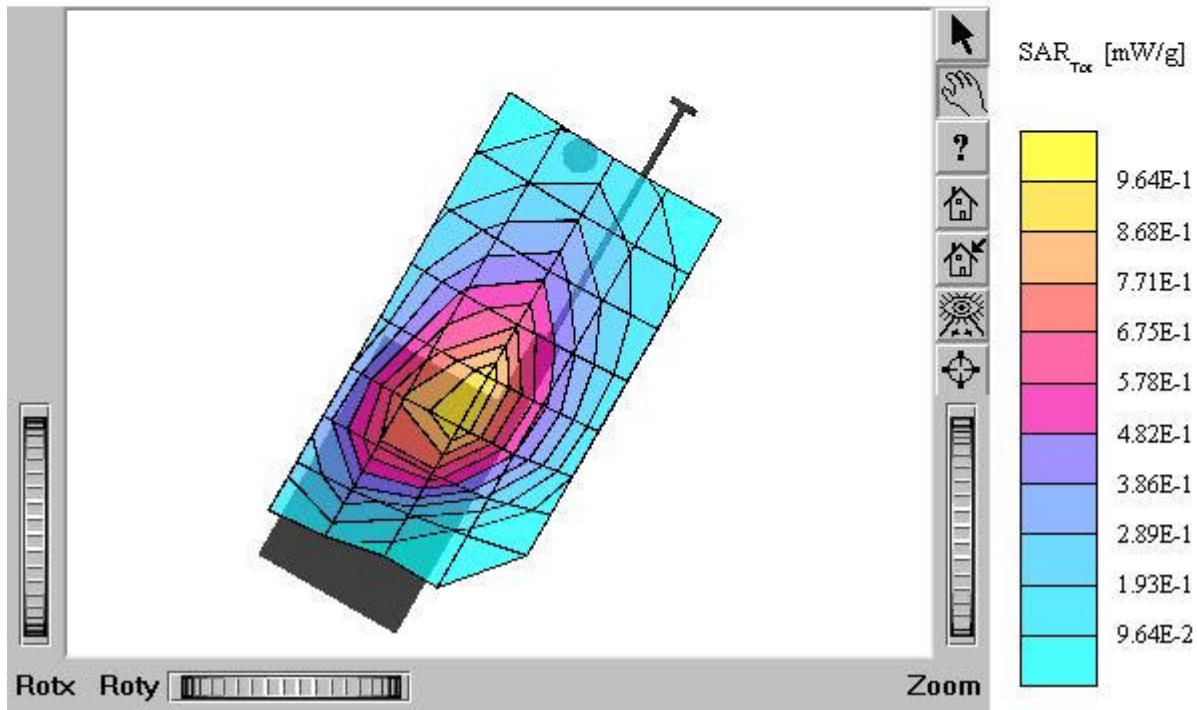 SAR_Tot [mW/g]
?
9.64E-1
8.68E-1
7.71E-1
6.75E-1
5.78E-1
4.82E-1
3.86E-1
2.89E-1
1.93E-1
9.64E-2
Rotx Roty Zoom